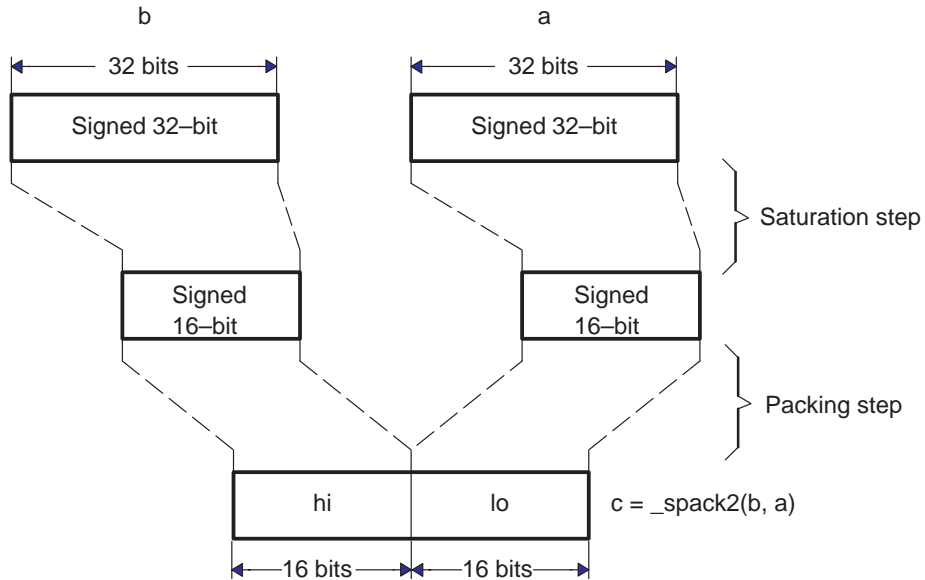 b
a
32 bits
32 bits
Signed 32–bit
Signed 32–bit
Saturation step
Signed
16–bit
Signed
16–bit
Packing step
hi
lo
c = _spack2(b, a)
16 bits
16 bits